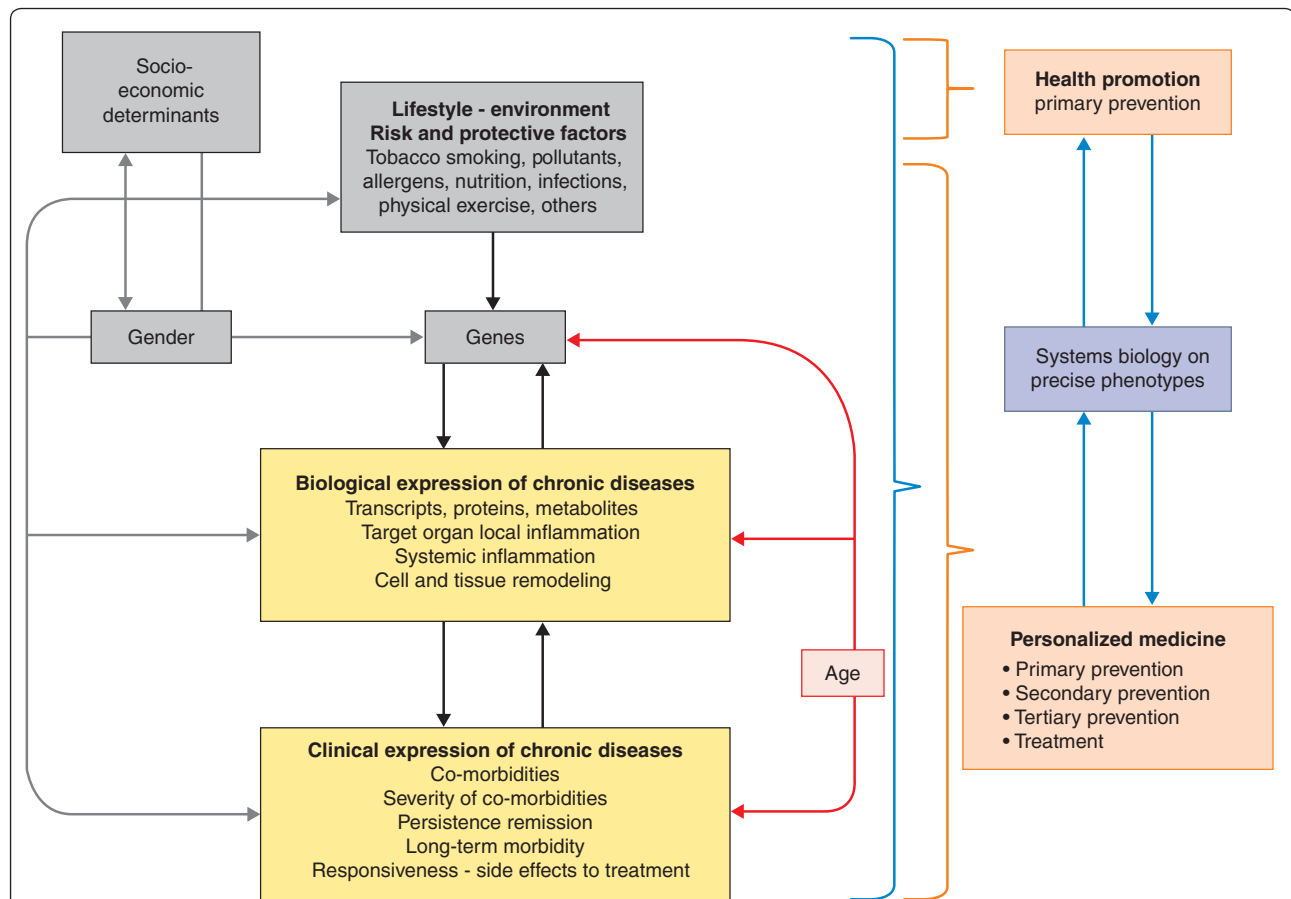 Socio-
economic
determinants
Lifestyle - environment
Risk and protective factors
Tobacco smoking, pollutants,
allergens, nutrition, infections,
physical exercise, others
Gender
Genes
Biological expression of chronic diseases
Transcripts, proteins, metabolites
Target organ local inflammation
Systemic inflammation
Cell and tissue remodeling
Age
Clinical expression of chronic diseases
Co-morbidities
Severity of co-morbidities
Persistence remission
Long-term morbidity
Responsiveness - side effects to treatment
Health promotion
primary prevention
Systems biology on
precise phenotypes
Personalized medicine
• Primary prevention
• Secondary prevention
• Tertiary prevention
• Treatment